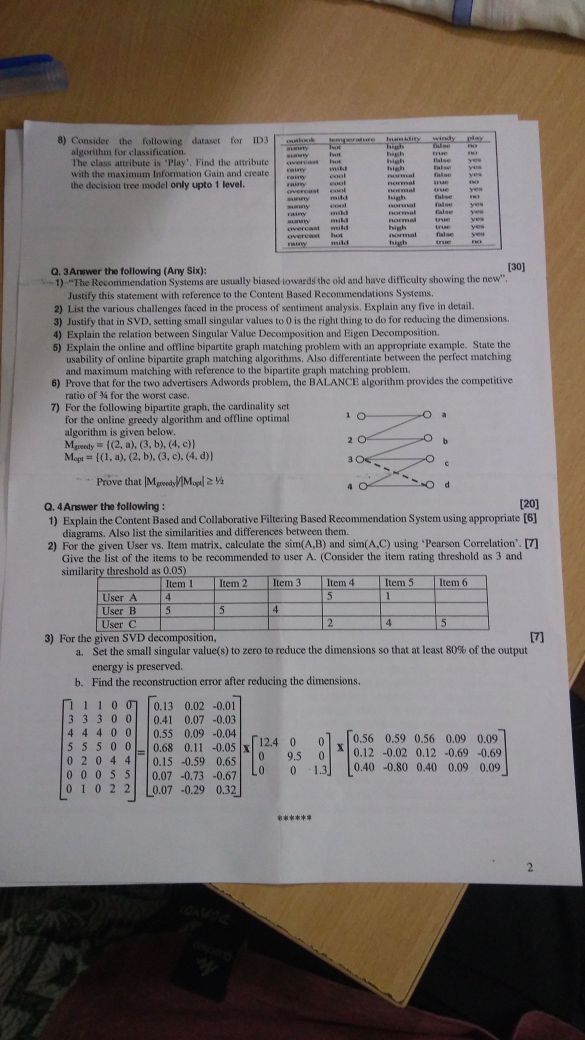 8) Consider the following dataset for ID3
algorithm for classification.
The class attribute is 'Play'. Find the attribute
with the maximum Information Gain and create
the decision tree model only upto 1 level.
outlook temperature humidity windy play
sunny hot high false no
sunny hot high true no
overcast hot high false yes
rainy mild high false yes
rainy cool normal false yes
rainy cool normal true no
overcast cool normal true yes
sunny mild high false no
sunny cool normal false yes
rainy mild normal false yes
sunny mild normal true yes
overcast mild high true yes
overcast hot normal false yes
rainy mild high true no
Q. 3 Answer the following (Any Six): [30]
1) "The Recommendation Systems are usually biased towards the old and have difficulty showing the new".
Justify this statement with reference to the Content Based Recommendations Systems.
2) List the various challenges faced in the process of sentiment analysis. Explain any five in detail.
3) Justify that in SVD, setting small singular values to 0 is the right thing to do for reducing the dimensions.
4) Explain the relation between Singular Value Decomposition and Eigen Decomposition.
5) Explain the online and offline bipartite graph matching problem with an appropriate example. State the
usability of online bipartite graph matching algorithms. Also differentiate between the perfect matching
and maximum matching with reference to the bipartite graph matching problem.
6) Prove that for the two advertisers Adwords problem, the BALANCE algorithm provides the competitive
ratio of ¾ for the worst case.
7) For the following bipartite graph, the cardinality set
for the online greedy algorithm and offline optimal
algorithm is given below.
Mgreedy = {(2, a), (3, b), (4, c)}
Mopt = {(1, a), (2, b), (3, c), (4, d)}
Prove that |Mgreedy|/|Mopt| ≥ ½
1 a
2 b
3 c
4 d
Q. 4 Answer the following : [20]
1) Explain the Content Based and Collaborative Filtering Based Recommendation System using appropriate [6]
diagrams. Also list the similarities and differences between them.
2) For the given User vs. Item matrix, calculate the sim(A,B) and sim(A,C) using 'Pearson Correlation'. [7]
Give the list of the items to be recommended to user A. (Consider the item rating threshold as 3 and
similarity threshold as 0.05)
Item 1 Item 2 Item 3 Item 4 Item 5 Item 6
User A 4 5 1
User B 5 5 4
User C 2 4 5
3) For the given SVD decomposition, [7]
a. Set the small singular value(s) to zero to reduce the dimensions so that at least 80% of the output
energy is preserved.
b. Find the reconstruction error after reducing the dimensions.
1 1 1 0 0
3 3 3 0 0
4 4 4 0 0
5 5 5 0 0
0 2 0 4 4
0 0 0 5 5
0 1 0 2 2
=
0.13 0.02 -0.01
0.41 0.07 -0.03
0.55 0.09 -0.04
0.68 0.11 -0.05
0.15 -0.59 0.65
0.07 -0.73 -0.67
0.07 -0.29 0.32
x
12.4 0 0
0 9.5 0
0 0 1.3
x
0.56 0.59 0.56 0.09 0.09
0.12 -0.02 0.12 -0.69 -0.69
0.40 -0.80 0.40 0.09 0.09
******
2